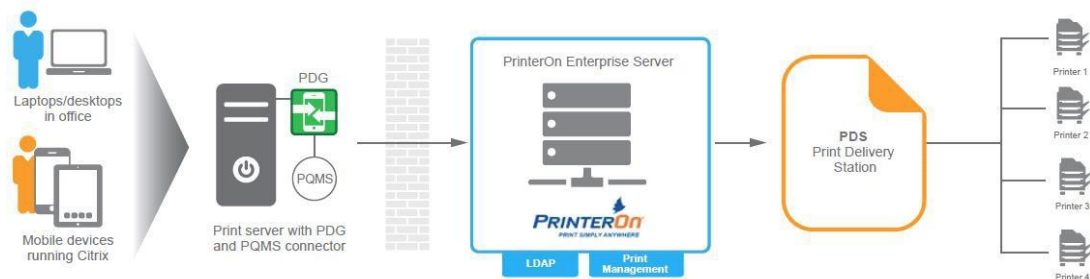 Laptops/desktops
in office
Mobile devices
running Citrix
PDG
PQMS
Print server with PDG
and PQMS connector
PrinterOn Enterprise Server
PRINTERON
PRINT SIMPLY ANYWHERE
LDAP
Print
Management
PDS
Print Delivery
Station
Printer 1
Printer 2
Printer 3
Printer 4